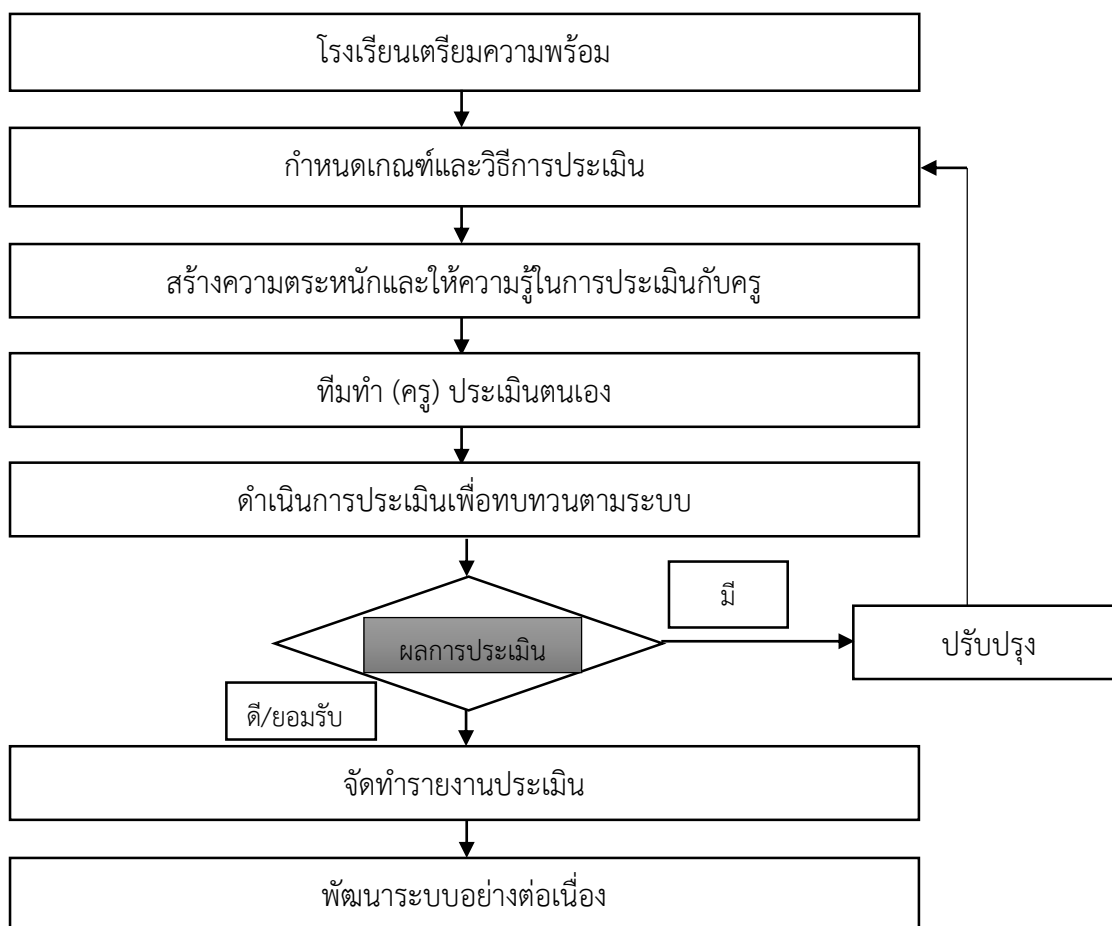 โรงเรียนเตรียมความพร้อม
กำหนดเกณฑ์และวิธีการประเมิน
สร้างความตระหนักและให้ความรู้ในการประเมินกับครู
ทีมทำ (ครู) ประเมินตนเอง
ดำเนินการประเมินเพื่อทบทวนตามระบบ
มี
ผลการประเมิน
ปรับปรุง
ดี/ยอมรับ
จัดทำรายงานประเมิน
พัฒนาระบบอย่างต่อเนื่อง